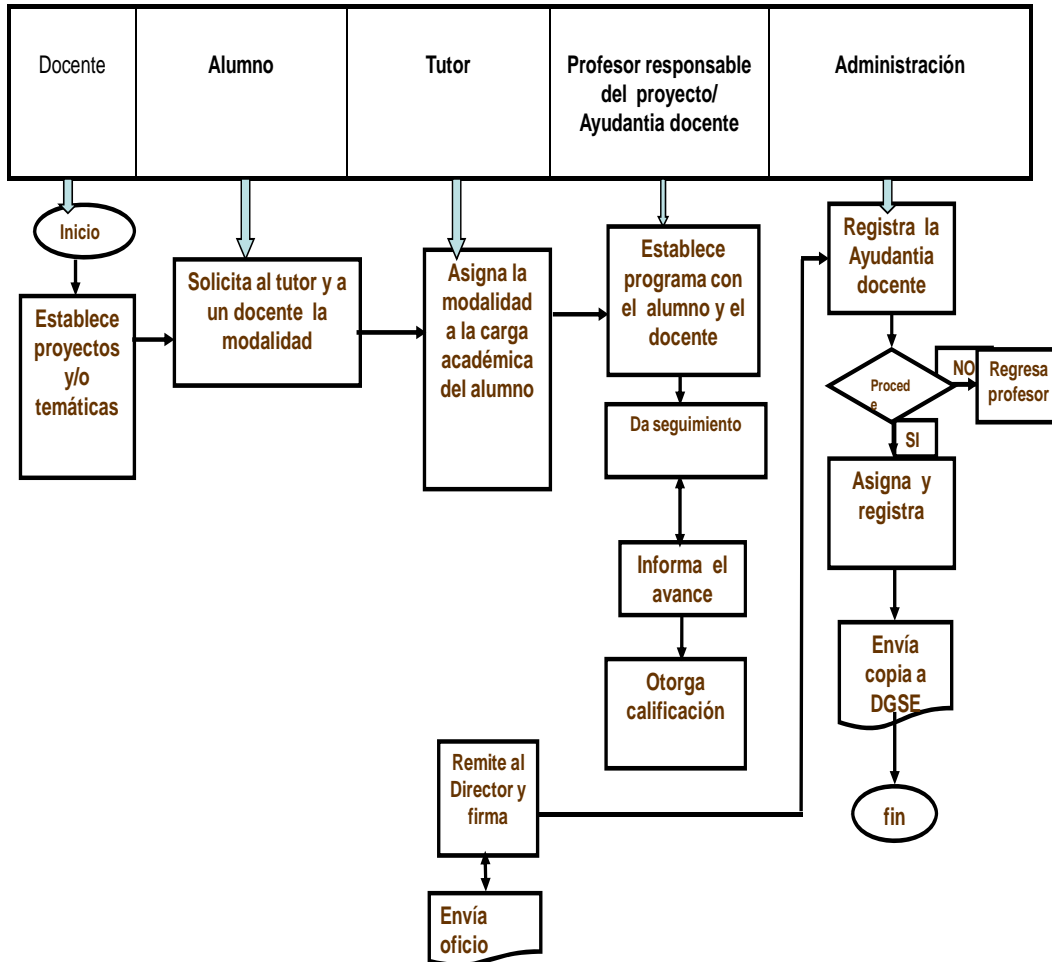 Docente
Alumno
Tutor
Profesor responsable
del proyecto/
Ayudantia docente
Administración
Inicio
Establece
proyectos
y/o
temáticas
Solicita al tutor y a
un docente la
modalidad
Asigna la
modalidad
a la carga
académica
del alumno
Establece
programa con
el alumno y el
docente
Da seguimiento
Informa el
avance
Otorga
calificación
Remite al
Director y
firma
Envía
oficio
Registra la
Ayudantia
docente
Proced
e
NO
Regresa
profesor
SI
Asigna y
registra
Envía
copia a
DGSE
fin